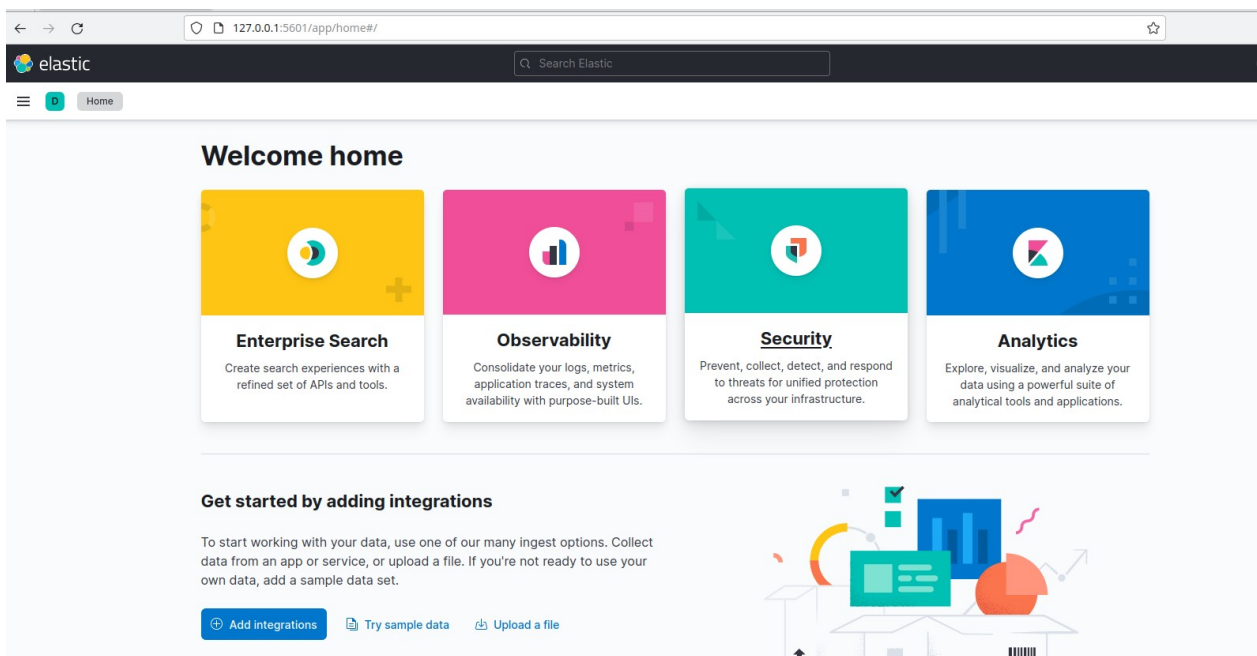 127.0.0.1:5601/app/home#/
elastic
Search Elastic
D
Home
Welcome home
Enterprise Search
Create search experiences with a
refined set of APIs and tools.
Observability
Consolidate your logs, metrics,
application traces, and system
availability with purpose-built UIs.
Security
Prevent, collect, detect, and respond
to threats for unified protection
across your infrastructure.
Analytics
Explore, visualize, and analyze your
data using a powerful suite of
analytical tools and applications.
Get started by adding integrations
To start working with your data, use one of our many ingest options. Collect
data from an app or service, or upload a file. If you're not ready to use your
own data, add a sample data set.
Add integrations
Try sample data
Upload a file